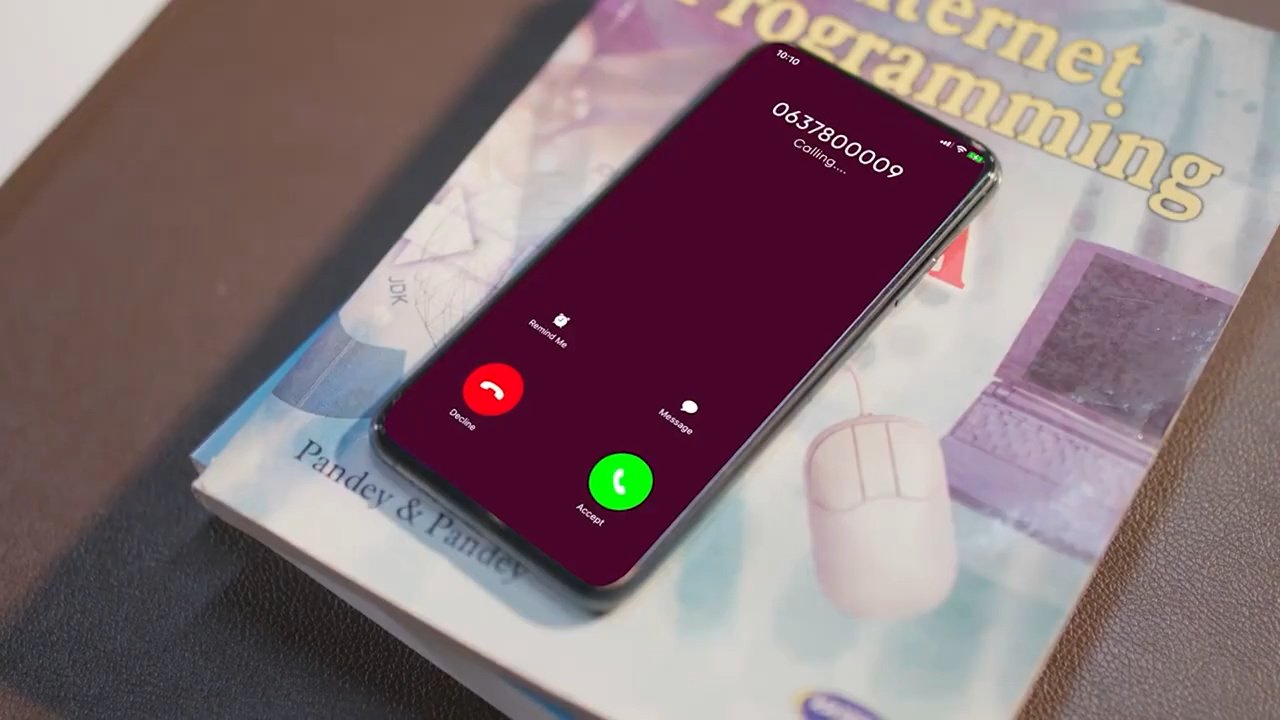 Internet
Programming
10:10
0637800009
Calling....
JDK
Remind Me
Decline
Message
Accept
Pandey & Pandey